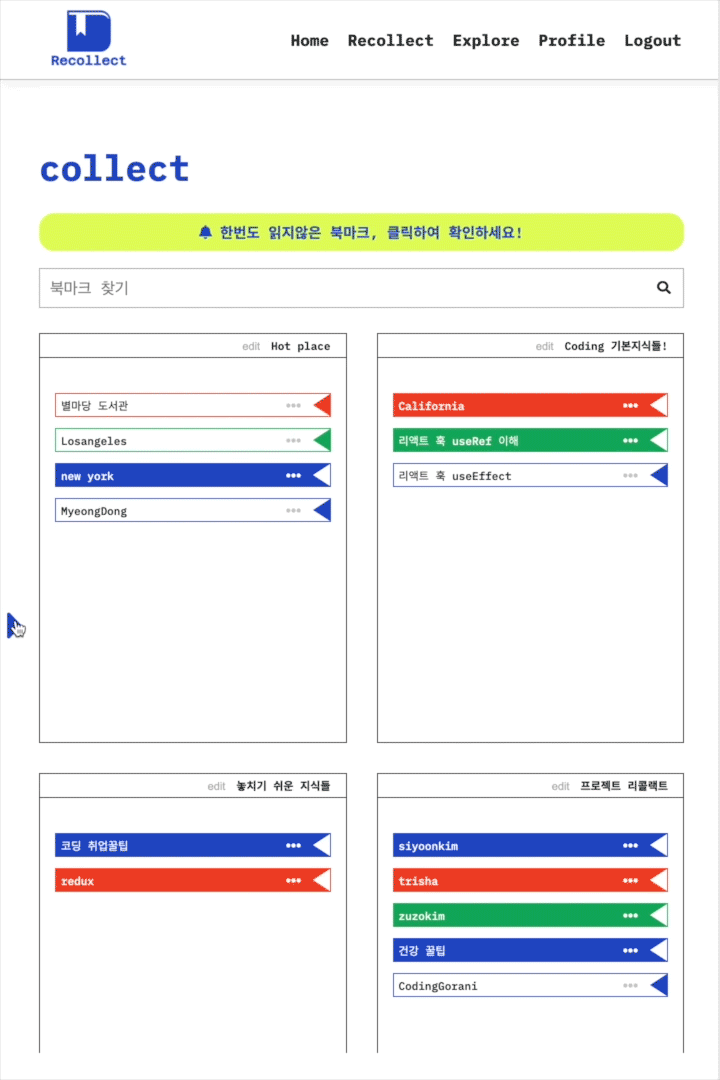 Recollect
Home Recollect Explore Profile Logout
collect
한번도 읽지않은 북마크, 클릭하여 확인하세요!
북마크 찾기
edit Hot place
별마당 도서관
Losangeles
new york
MyeongDong
edit Coding 기본지식들!
California
리액트 훅 useRef 이해
리액트 훅 useEffect
edit 놓치기 쉬운 지식들
코딩 취업꿀팁
redux
edit 프로젝트 리콜랙트
siyoonkim
trisha
zuzokim
건강 꿀팁
CodingGorani